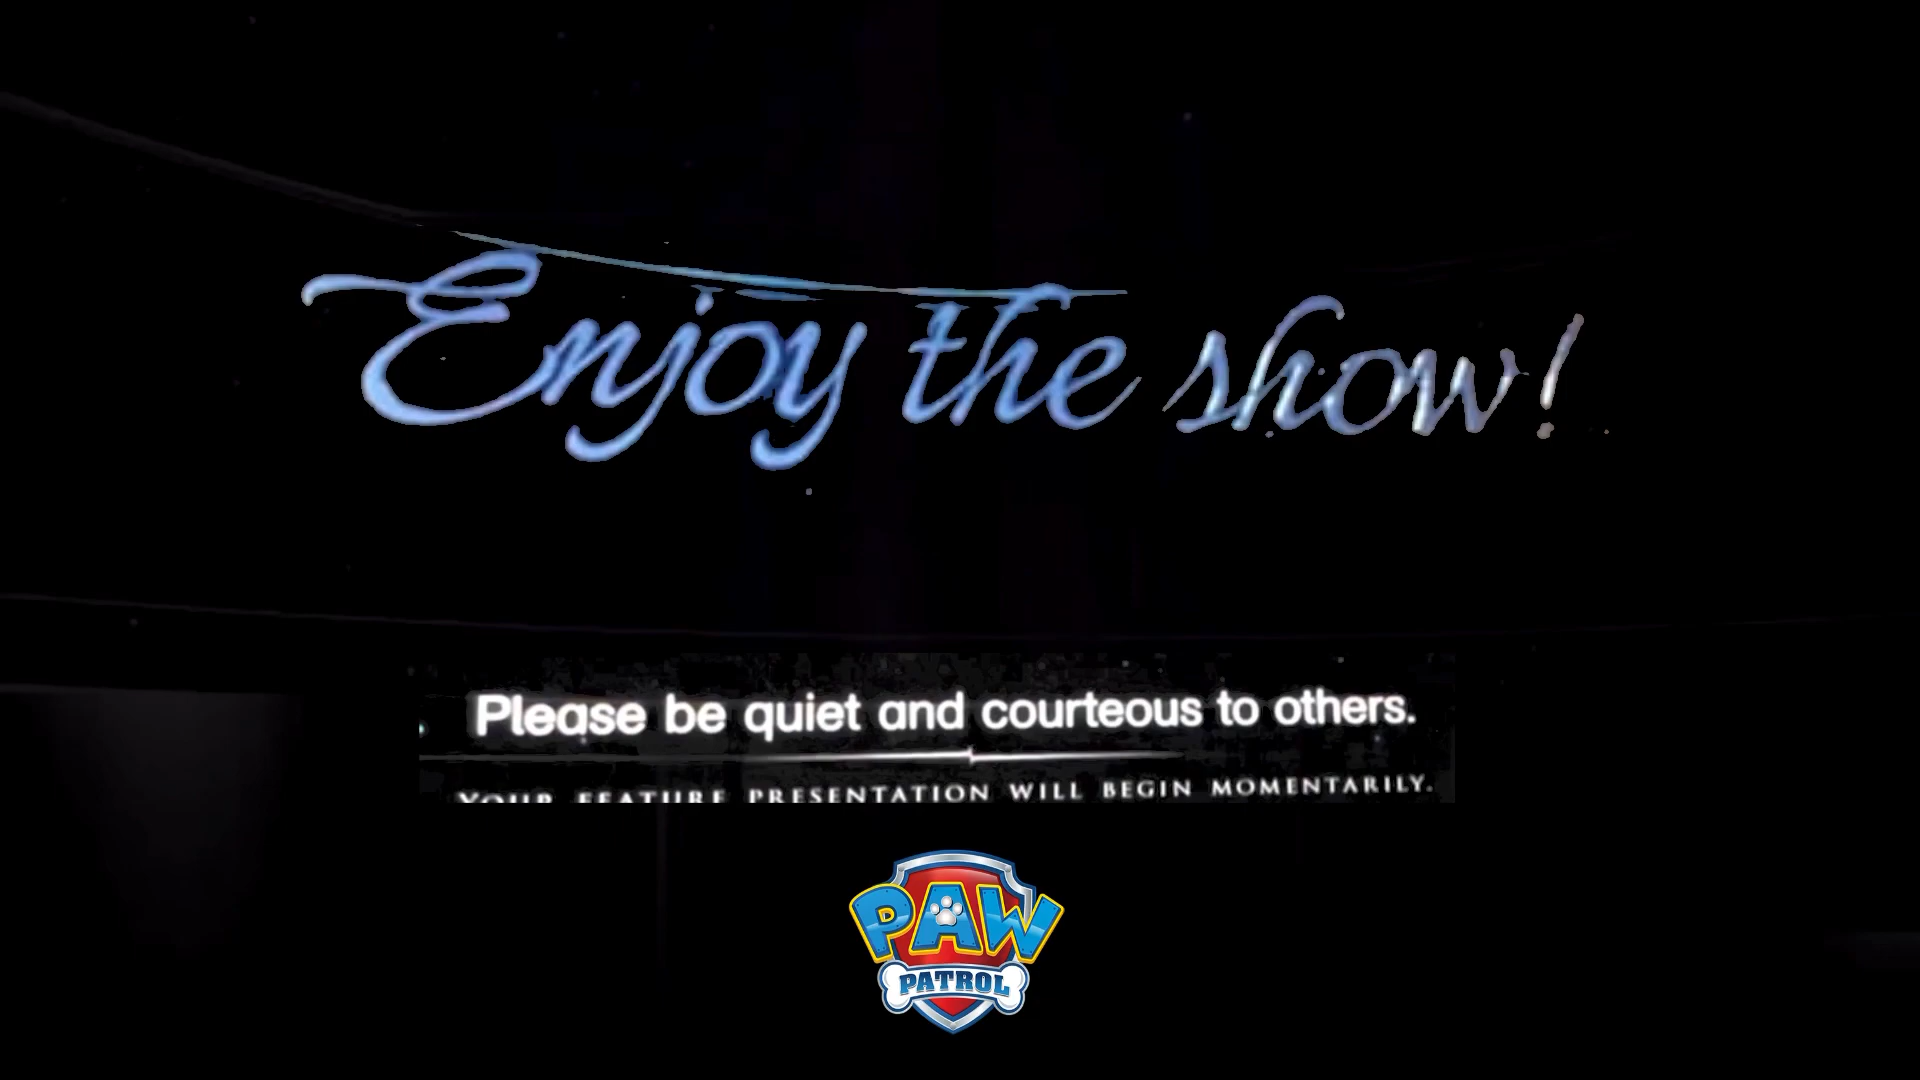 Enjoy the show!
Please be quiet and courteous to others.
YOUR FEATURE PRESENTATION WILL BEGIN MOMENTARILY.
PAW
PATROL